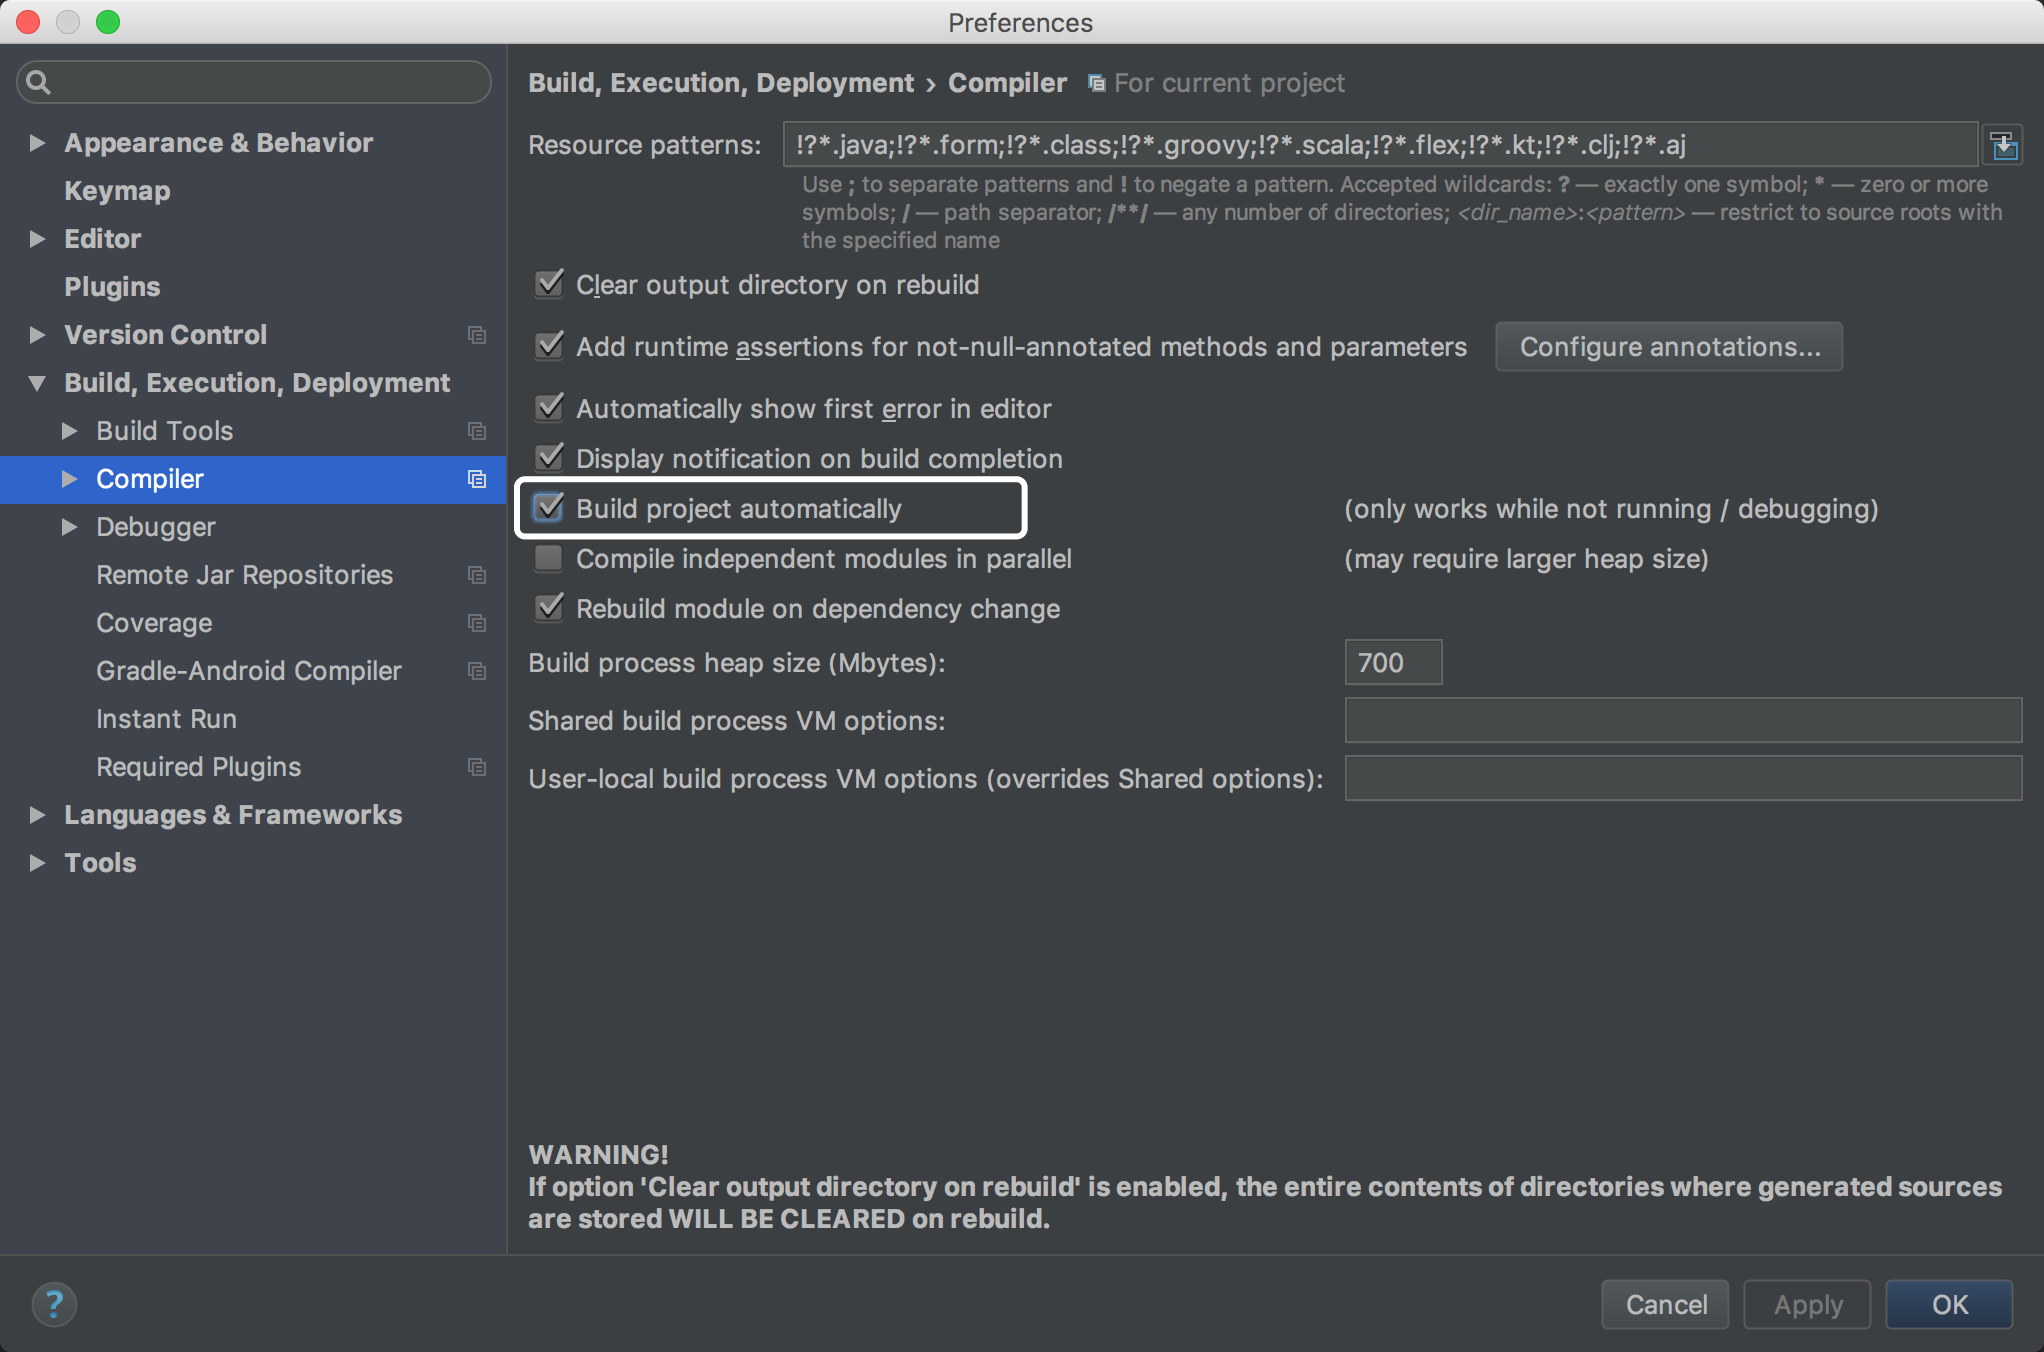 Preferences
Appearance & Behavior
Keymap
Editor
Plugins
Version Control
Build, Execution, Deployment
Build Tools
Compiler
Debugger
Remote Jar Repositories
Coverage
Gradle-Android Compiler
Instant Run
Required Plugins
Languages & Frameworks
Tools
Build, Execution, Deployment › Compiler For current project
Resource patterns: !?*.java;!?*.form;!?*.class;!?*.groovy;!?*.scala;!?*.flex;!?*.kt;!?*.clj;!?*.aj
Use ; to separate patterns and ! to negate a pattern. Accepted wildcards: ? — exactly one symbol; * — zero or more
symbols; / — path separator; /**/ — any number of directories; <dir_name>:<pattern> — restrict to source roots with
the specified name
Clear output directory on rebuild
Add runtime assertions for not-null-annotated methods and parameters Configure annotations...
Automatically show first error in editor
Display notification on build completion
Build project automatically (only works while not running / debugging)
Compile independent modules in parallel (may require larger heap size)
Rebuild module on dependency change
Build process heap size (Mbytes): 700
Shared build process VM options:
User-local build process VM options (overrides Shared options):
WARNING!
If option 'Clear output directory on rebuild' is enabled, the entire contents of directories where generated sources
are stored WILL BE CLEARED on rebuild.
? Cancel Apply OK